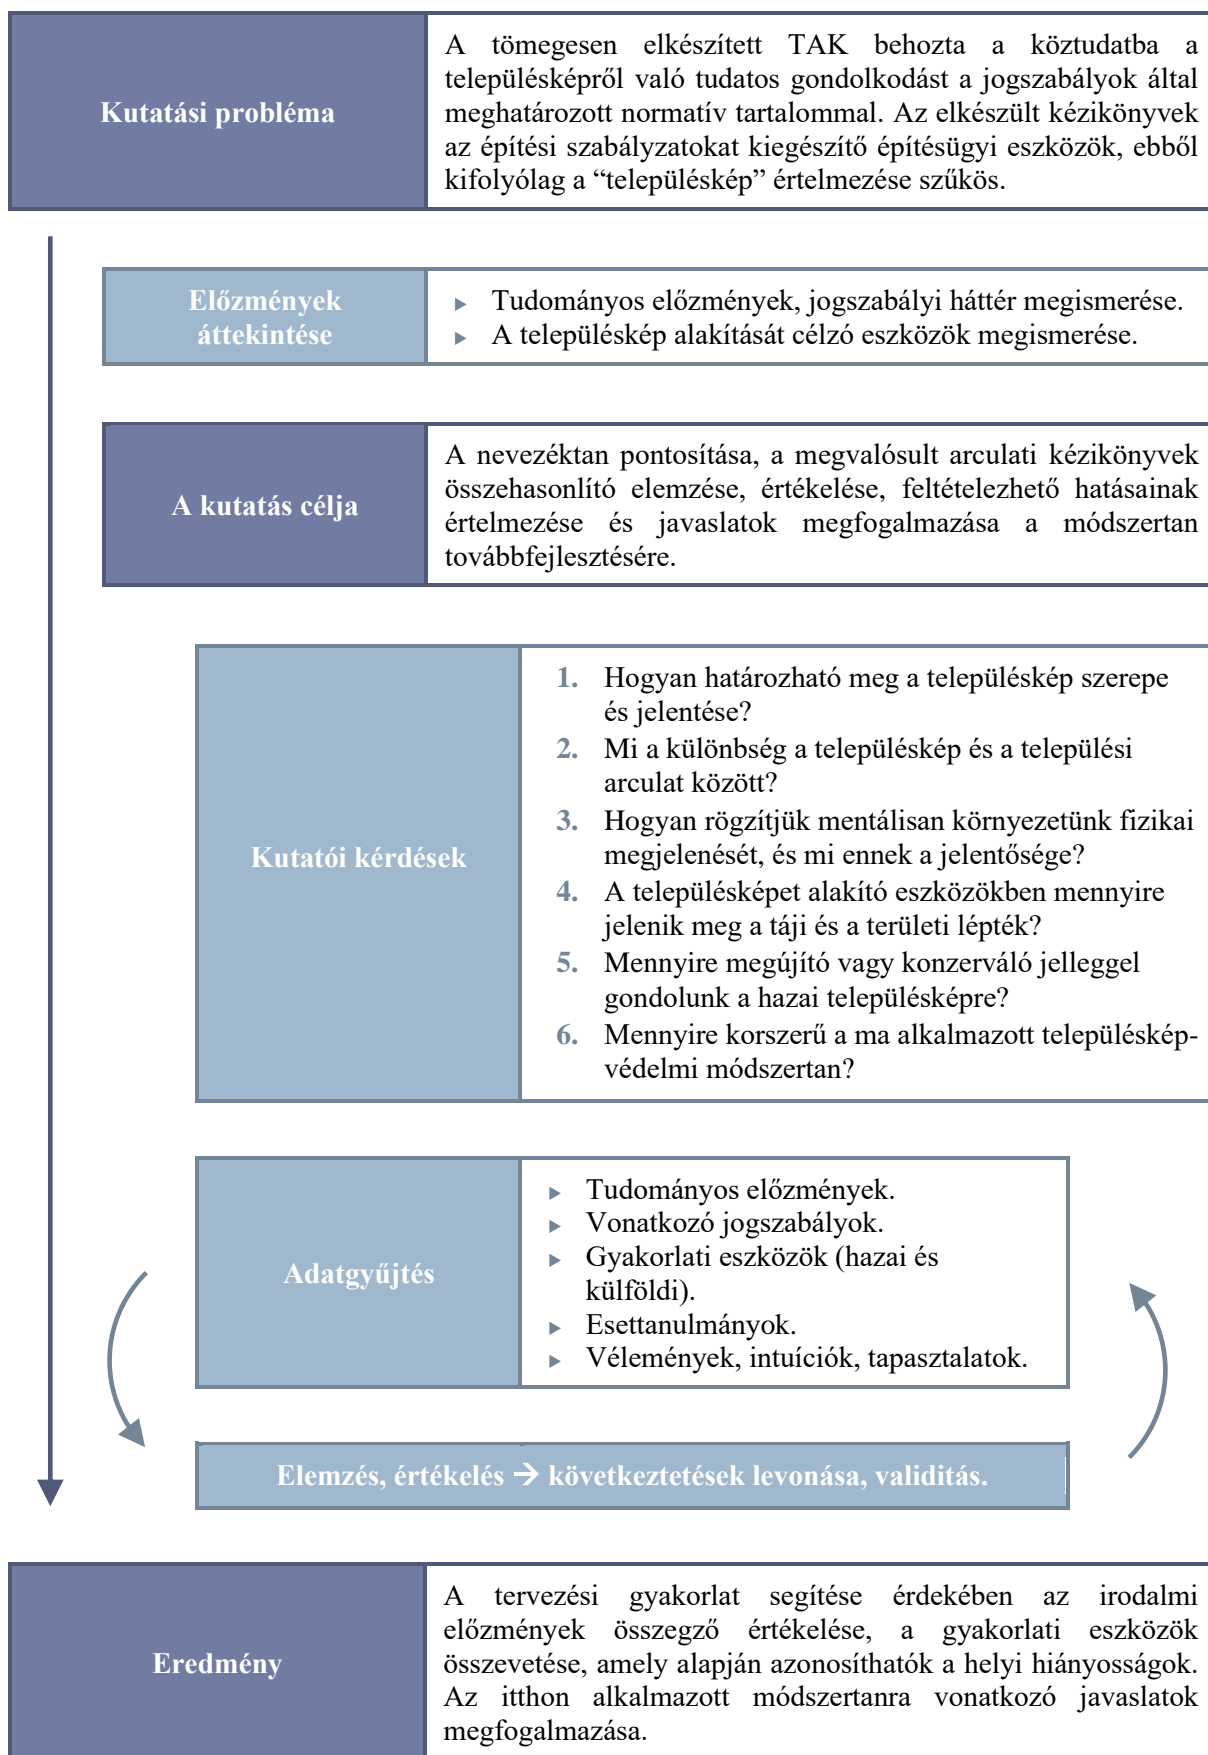 Kutatási probléma
A tömegesen elkészített TAK behozta a köztudatba a
településképről való tudatos gondolkodást a jogszabályok által
meghatározott normatív tartalommal. Az elkészült kézikönyvek
az építési szabályzatokat kiegészítő építésügyi eszközök, ebből
kifolyólag a “településkép” értelmezése szűkös.
Előzmények
áttekintése
▸ Tudományos előzmények, jogszabályi háttér megismerése.
▸ A településkép alakítását célzó eszközök megismerése.
A kutatás célja
A nevezéktan pontosítása, a megvalósult arculati kézikönyvek
összehasonlító elemzése, értékelése, feltételezhető hatásainak
értelmezése és javaslatok megfogalmazása a módszertan
továbbfejlesztésére.
Kutatói kérdések
1. Hogyan határozható meg a településkép szerepe
és jelentése?
2. Mi a különbség a településkép és a települési
arculat között?
3. Hogyan rögzítjük mentálisan környezetünk fizikai
megjelenését, és mi ennek a jelentősége?
4. A településképet alakító eszközökben mennyire
jelenik meg a táji és a területi lépték?
5. Mennyire megújító vagy konzerváló jelleggel
gondolunk a hazai településképre?
6. Mennyire korszerű a ma alkalmazott településkép-
védelmi módszertan?
Adatgyűjtés
▸ Tudományos előzmények.
▸ Vonatkozó jogszabályok.
▸ Gyakorlati eszközök (hazai és
külföldi).
▸ Esettanulmányok.
▸ Vélemények, intuíciók, tapasztalatok.
Elemzés, értékelés → következtetések levonása, validitás.
Eredmény
A tervezési gyakorlat segítése érdekében az irodalmi
előzmények összegző értékelése, a gyakorlati eszközök
összevetése, amely alapján azonosíthatók a helyi hiányosságok.
Az itthon alkalmazott módszertanra vonatkozó javaslatok
megfogalmazása.